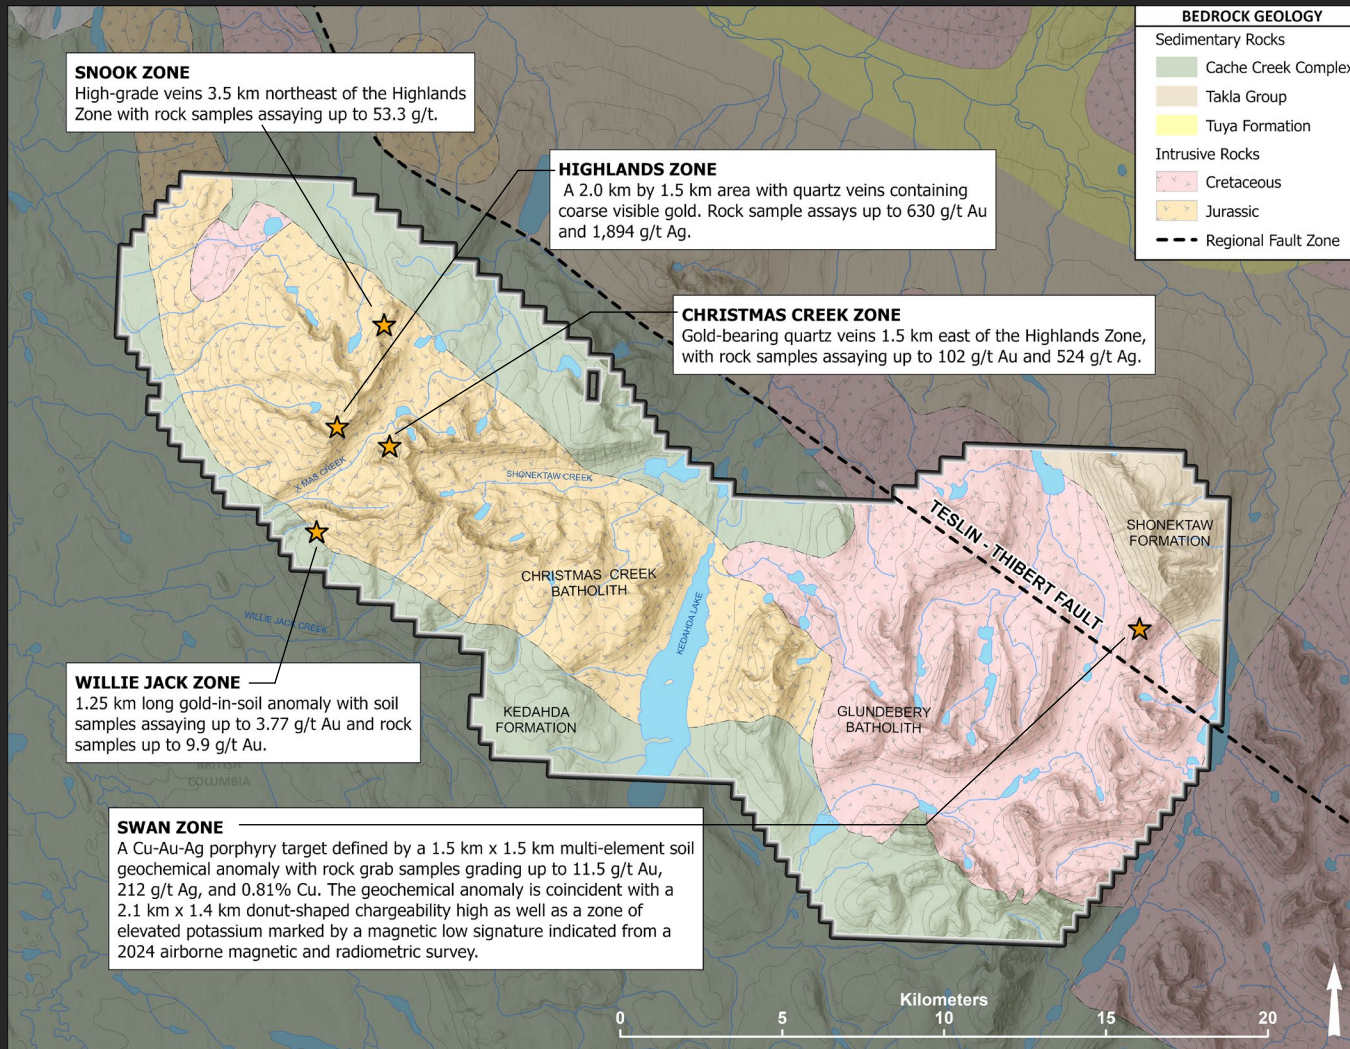 SNOOK ZONE
High-grade veins 3.5 km northeast of the Highlands
Zone with rock samples assaying up to 53.3 g/t.
HIGHLANDS ZONE
A 2.0 km by 1.5 km area with quartz veins containing
coarse visible gold. Rock sample assays up to 630 g/t Au
and 1,894 g/t Ag.
CHRISTMAS CREEK ZONE
Gold-bearing quartz veins 1.5 km east of the Highlands Zone,
with rock samples assaying up to 102 g/t Au and 524 g/t Ag.
BEDROCK GEOLOGY
Sedimentary Rocks
Cache Creek Complex
Takla Group
Tuya Formation
Intrusive Rocks
Cretaceous
Jurassic
Regional Fault Zone
X MAS CREEK
SHONEKTAW CREEK
TESLIN - THIBERT FAULT
SHONEKTAW
FORMATION
CHRISTMAS CREEK
BATHOLITH
KEDAHDA LAKE
WILLIE JACK CREEK
KEDAHDA
FORMATION
GLUNDEBERY
BATHOLITH
WILLIE JACK ZONE
1.25 km long gold-in-soil anomaly with soil
samples assaying up to 3.77 g/t Au and rock
samples up to 9.9 g/t Au.
BRITISH
COLUMBIA
SWAN ZONE
A Cu-Au-Ag porphyry target defined by a 1.5 km x 1.5 km multi-element soil
geochemical anomaly with rock grab samples grading up to 11.5 g/t Au,
212 g/t Ag, and 0.81% Cu. The geochemical anomaly is coincident with a
2.1 km x 1.4 km donut-shaped chargeability high as well as a zone of
elevated potassium marked by a magnetic low signature indicated from a
2024 airborne magnetic and radiometric survey.
Kilometers
0 5 10 15 20